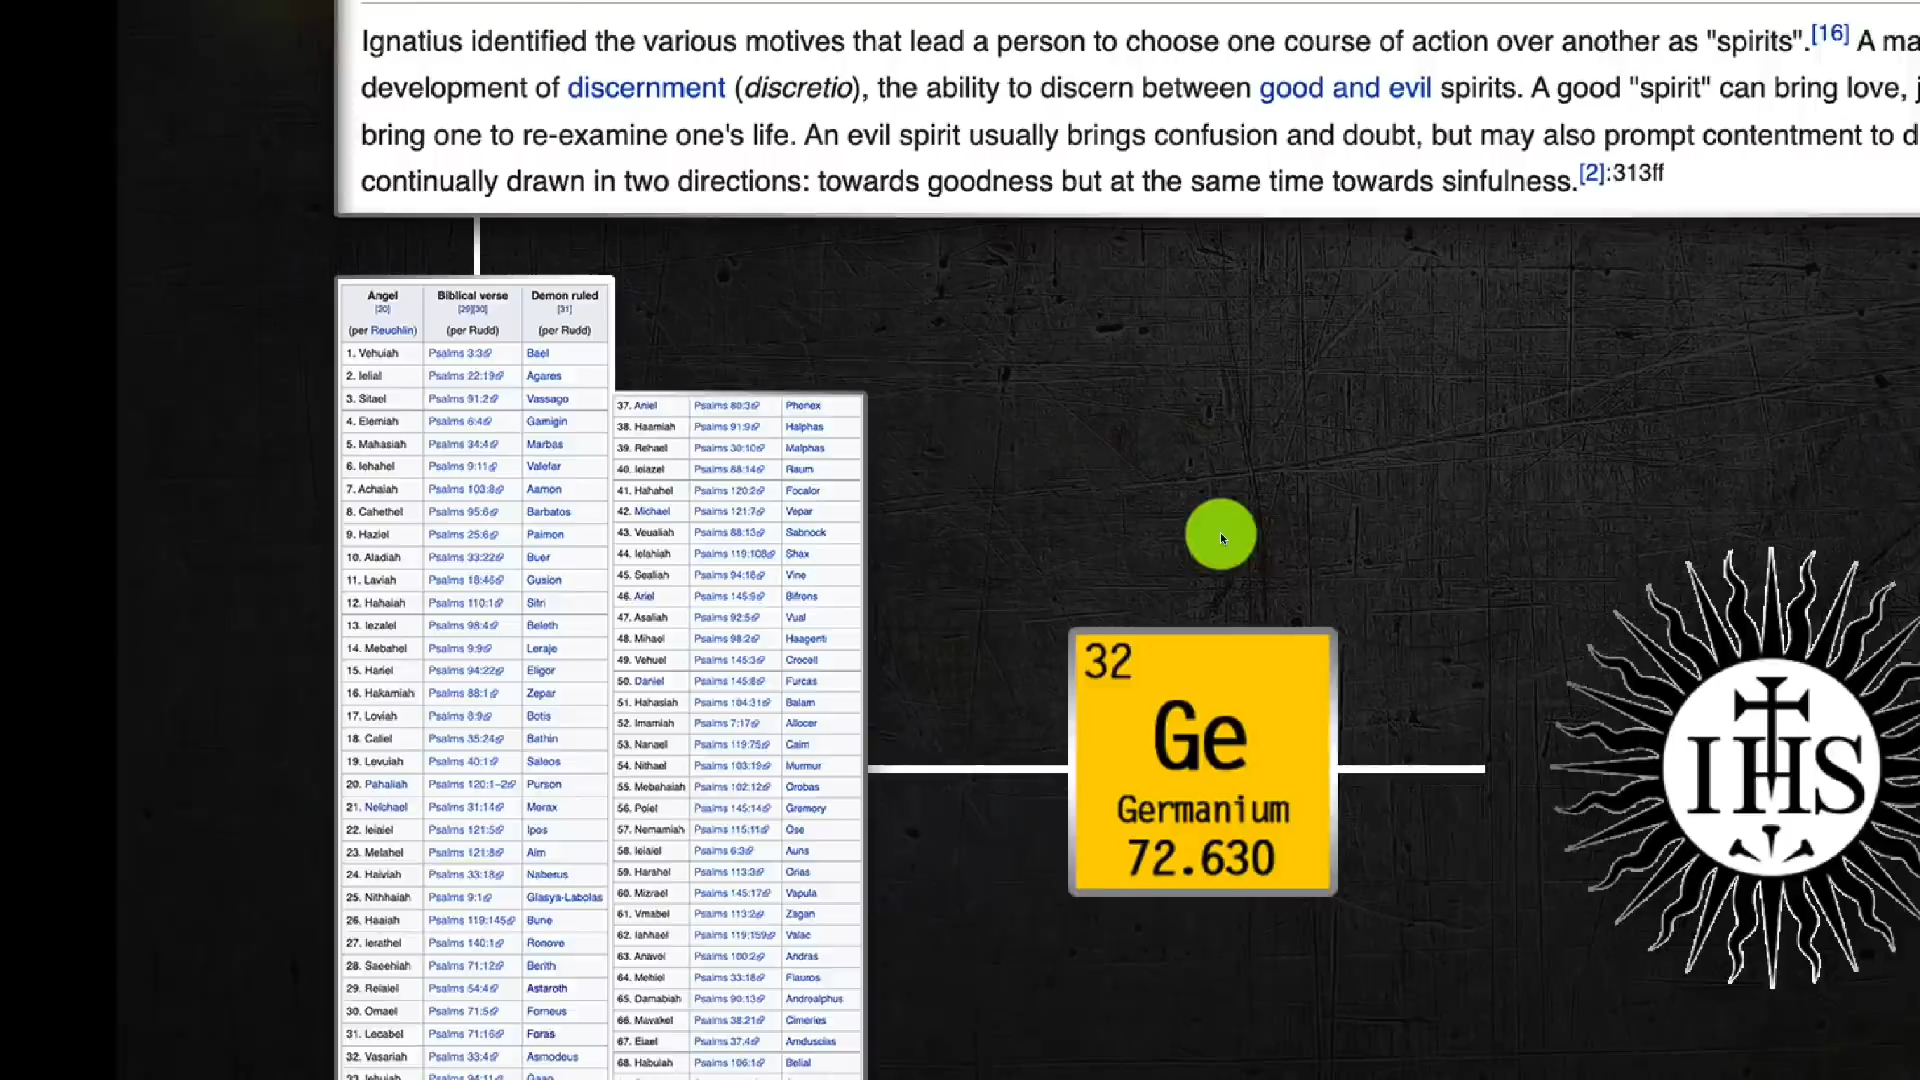 Ignatius identified the various motives that lead a person to choose one course of action over another as "spirits".[16] A ma
development of discernment (discretio), the ability to discern between good and evil spirits. A good "spirit" can bring love, j
bring one to re-examine one's life. An evil spirit usually brings confusion and doubt, but may also prompt contentment to d
continually drawn in two directions: towards goodness but at the same time towards sinfulness.[2]:313ff
Angel Biblical verse Demon ruled
[20] [29][30] [31]
(per Reuchlin) (per Rudd) (per Rudd)
1. Vehuiah Psalms 3:3 Bael
2. Ielial Psalms 22:19 Agares
3. Sitael Psalms 91:2 Vassago
4. Elemiah Psalms 6:4 Gamigin
5. Mahasiah Psalms 34:4 Marbas
6. Iehahel Psalms 9:11 Valefar
7. Achaiah Psalms 103:8 Aamon
8. Cahethel Psalms 95:6 Barbatos
9. Haziel Psalms 25:6 Paimon
10. Aladiah Psalms 33:22 Buer
11. Laviah Psalms 18:46 Gusion
12. Hahaiah Psalms 110:1 Sitri
13. Iezalel Psalms 98:4 Beleth
14. Mebahel Psalms 9:9 Leraje
15. Hariel Psalms 94:22 Eligor
16. Hakamiah Psalms 88:1 Zepar
17. Loviah Psalms 8:9 Botis
18. Caliel Psalms 35:24 Bathin
19. Levuiah Psalms 40:1 Saleos
20. Pahaliah Psalms 120:1–2 Purson
21. Nelchael Psalms 31:14 Morax
22. Ieiaiel Psalms 121:5 Ipos
23. Melahel Psalms 121:8 Aim
24. Haiviah Psalms 33:18 Naberus
25. Nithhaiah Psalms 9:1 Glasya-Labolas
26. Haaiah Psalms 119:145 Bune
27. Ierathel Psalms 140:1 Ronove
28. Saeehiah Psalms 71:12 Berith
29. Reiaiel Psalms 54:4 Astaroth
30. Omael Psalms 71:5 Forneus
31. Lecabel Psalms 71:16 Foras
32. Vasariah Psalms 33:4 Asmodeus
37. Aniel Psalms 80:3 Phenex
38. Haamiah Psalms 91:9 Halphas
39. Rehael Psalms 30:10 Malphas
40. Ieiazel Psalms 88:14 Raum
41. Hahahel Psalms 120:2 Focalor
42. Michael Psalms 121:7 Vepar
43. Veualiah Psalms 88:13 Sabnock
44. Ielahiah Psalms 119:108 Shax
45. Sealiah Psalms 94:18 Vine
46. Ariel Psalms 145:9 Bifrons
47. Asaliah Psalms 92:5 Vual
48. Mihael Psalms 98:2 Haagenti
49. Vehuel Psalms 145:3 Crocell
50. Daniel Psalms 145:8 Furcas
51. Hahasiah Psalms 104:31 Balam
52. Imamiah Psalms 7:17 Allocer
53. Nanael Psalms 119:75 Caim
54. Nithael Psalms 103:19 Murmur
55. Mebahaiah Psalms 102:12 Orobas
56. Poiel Psalms 145:14 Gremory
57. Nemamiah Psalms 115:11 Ose
58. Ieialel Psalms 6:3 Auns
59. Harahel Psalms 113:3 Orias
60. Mizrael Psalms 145:17 Vapula
61. Vmabel Psalms 113:2 Zagan
62. Iahhael Psalms 119:159 Valac
63. Anavel Psalms 100:2 Andras
64. Mehiel Psalms 33:18 Flauros
65. Damabiah Psalms 90:13 Andrealphus
66. Mavakel Psalms 38:21 Cimeries
67. Eiael Psalms 37:4 Amduscias
68. Habuiah Psalms 106:1 Belial
32
Ge
Germanium
72.630
IHS